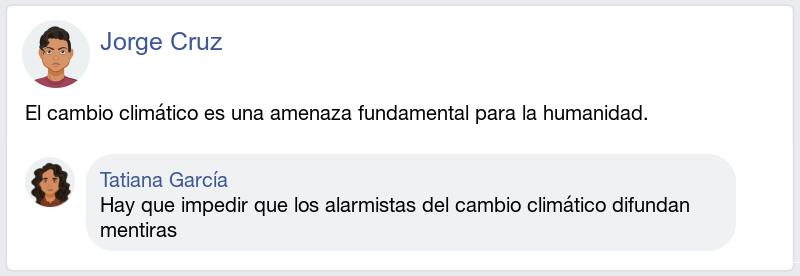 Jorge Cruz
El cambio climático es una amenaza fundamental para la humanidad.
Tatiana García
Hay que impedir que los alarmistas del cambio climático difundan
mentiras